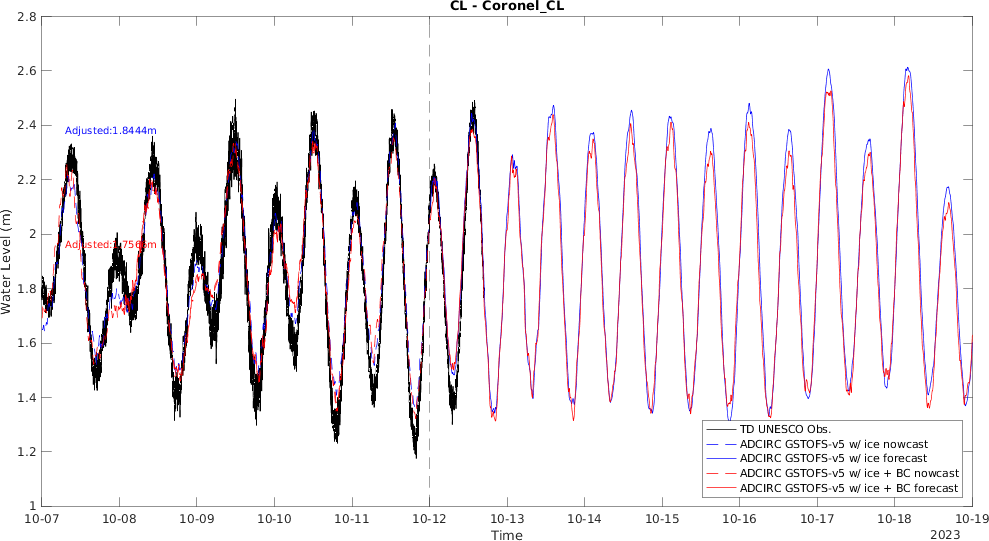 CL - Coronel_CL
2.8
2.6
2.4
2.2
2
1.8
1.6
1.4
1.2
1
Water Level (m)
Adjusted:1.8444m
TD UNESCO Obs.
ADCIRC GSTOFS-v5 w/ ice nowcast
ADCIRC GSTOFS-v5 w/ ice forecast
ADCIRC GSTOFS-v5 w/ ice + BC nowcast
ADCIRC GSTOFS-v5 w/ ice + BC forecast
10-07 10-08 10-09 10-10 10-11 10-12 10-13 10-14 10-15 10-16 10-17 10-18 10-19
Time
2023